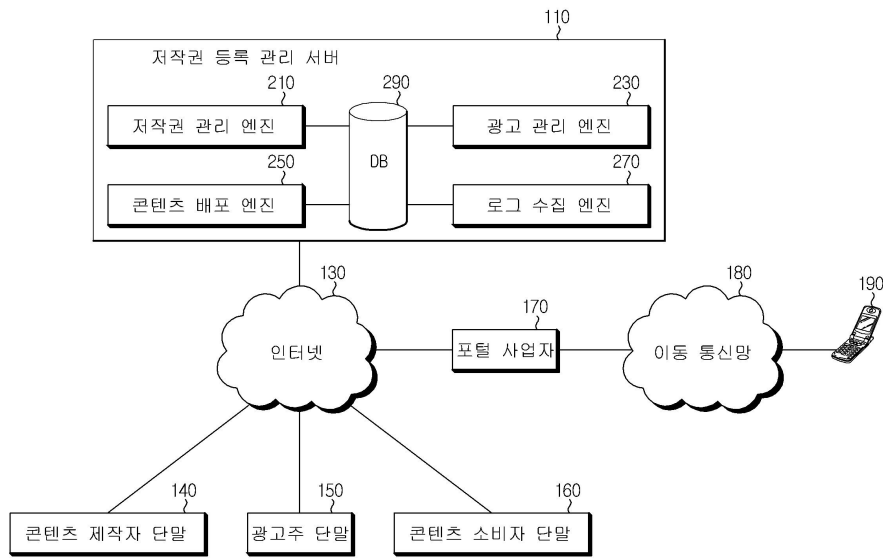 110
저작권 등록 관리 서버
210
290
230
저작권 관리 엔진
광고 관리 엔진
DB
250
270
콘텐츠 배포 엔진
로그 수집 엔진
130
180
190
170
인터넷
포털 사업자
이동 통신망
140
150
160
콘텐츠 제작자 단말
광고주 단말
콘텐츠 소비자 단말